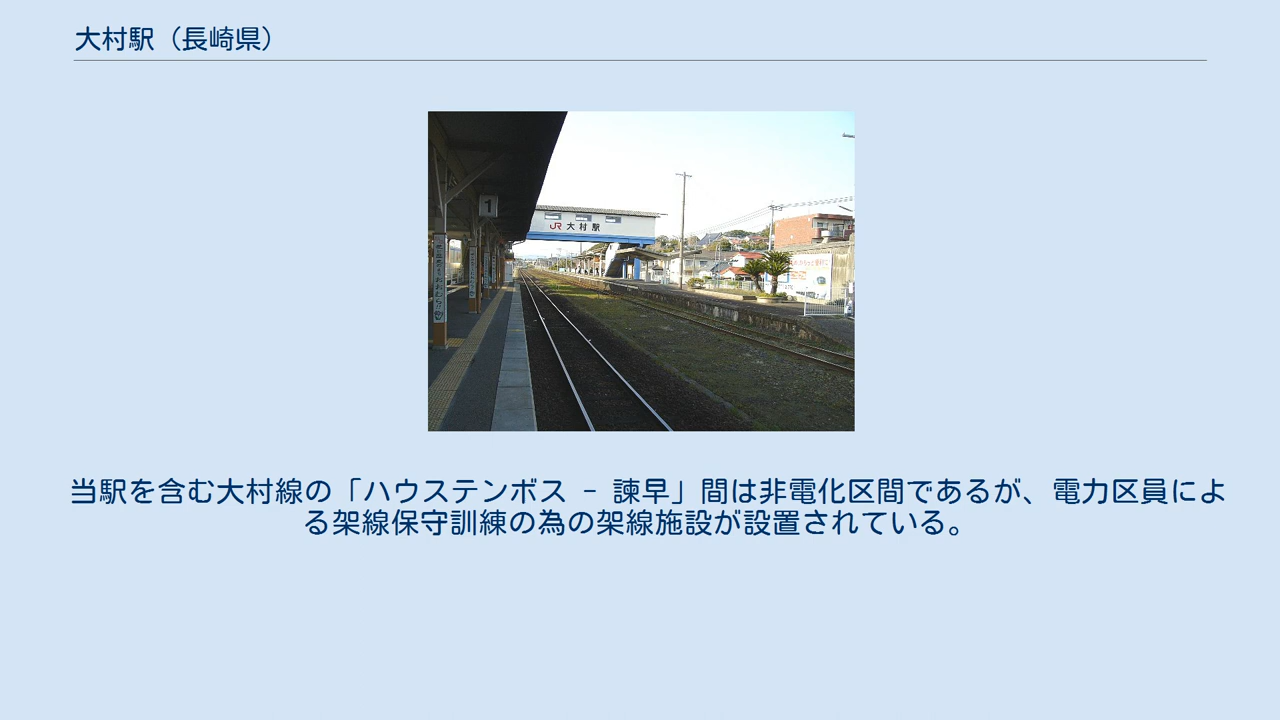 大村駅（長崎県）
1
JR 大村駅
当駅を含む大村線の「ハウステンボス － 諫早」間は非電化区間であるが、電力区員によ
る架線保守訓練の為の架線施設が設置されている。